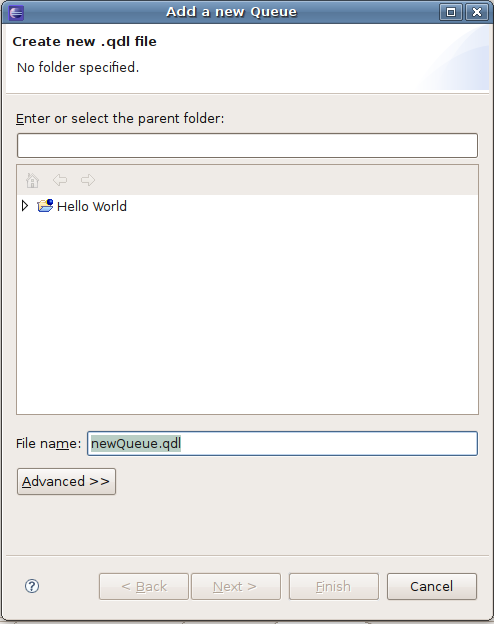 Add a new Queue
Create new .qdl file
No folder specified.
Enter or select the parent folder:
Hello World
File name: newQueue.qdl
Advanced >>
? < Back Next > Finish Cancel